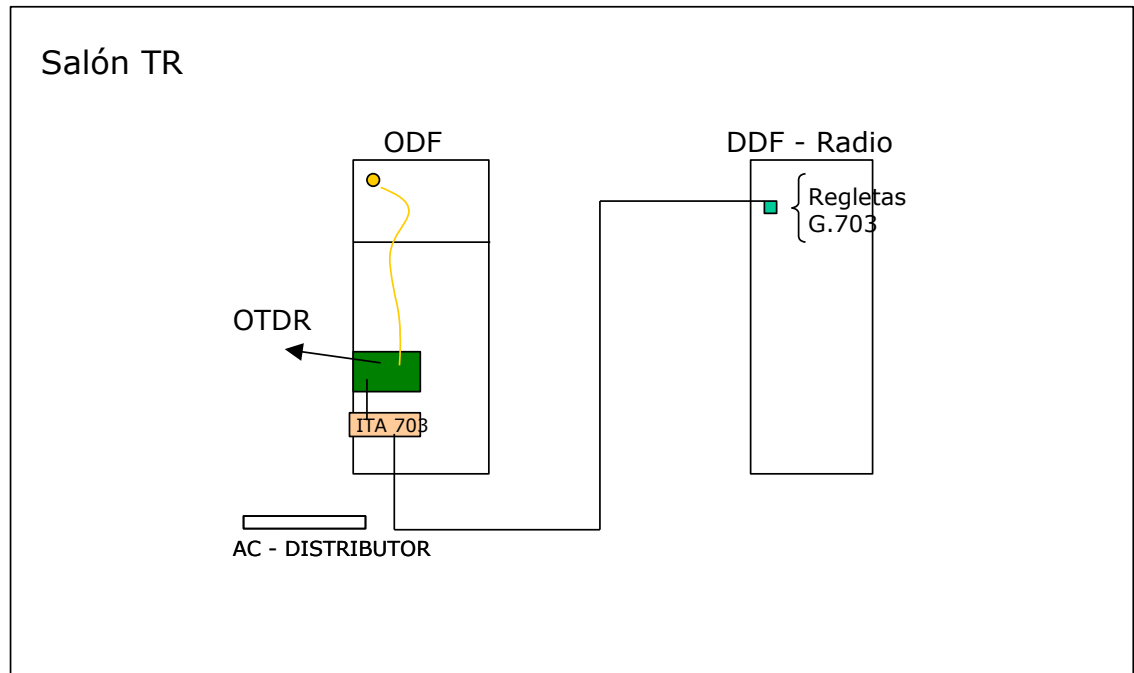 Salón TR
ODF
DDF - Radio
Regletas
G.703
OTDR
ITA 703
AC - DISTRIBUTOR